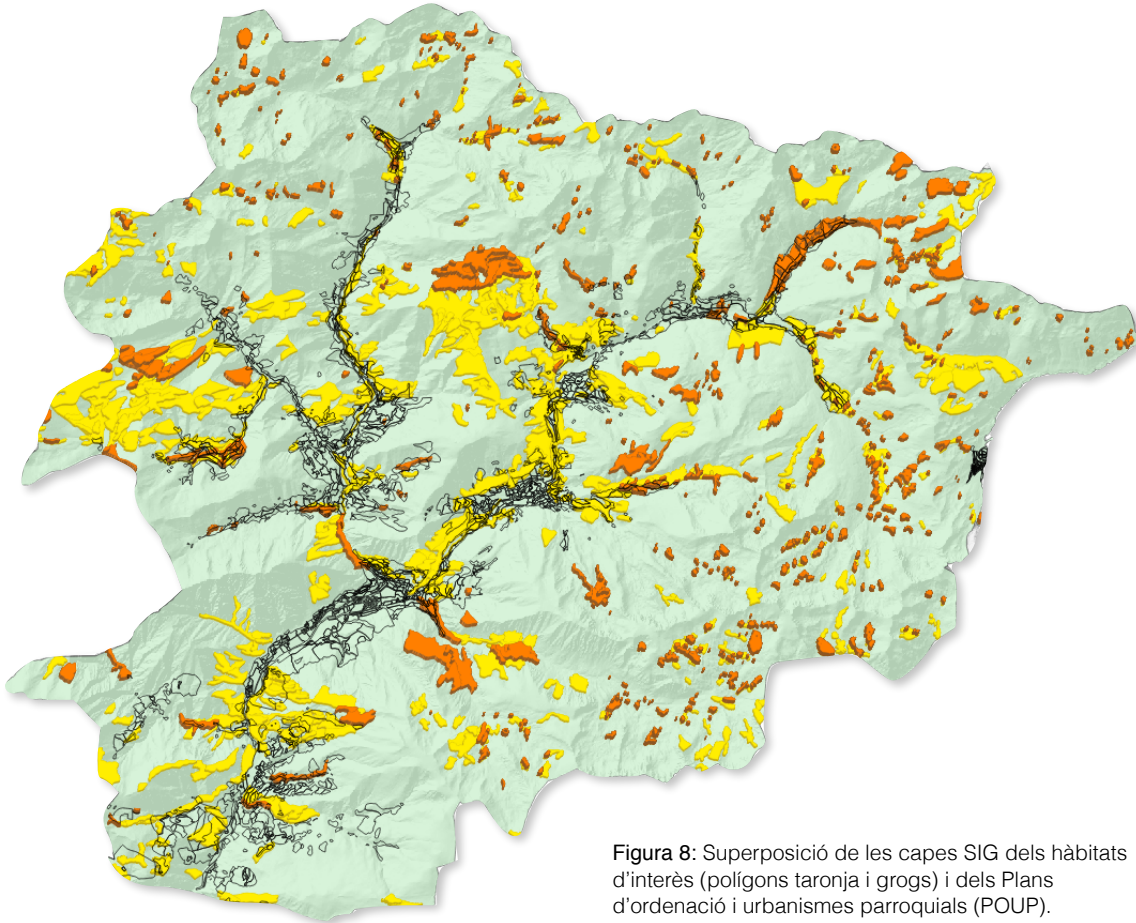 Figura 8: Superposició de les capes SIG dels hàbitats
d'interès (polígons taronja i grogs) i dels Plans
d'ordenació i urbanismes parroquials (POUP).